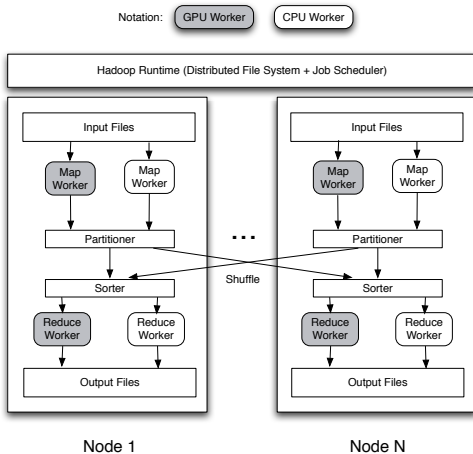 Notation:
GPU Worker
CPU Worker
Hadoop Runtime (Distributed File System + Job Scheduler)
Input Files
Map
Worker
Map
Worker
Partitioner
Sorter
Reduce
Worker
Reduce
Worker
Output Files
Node 1
...
Shuffle
Input Files
Map
Worker
Map
Worker
Partitioner
Sorter
Reduce
Worker
Reduce
Worker
Output Files
Node N